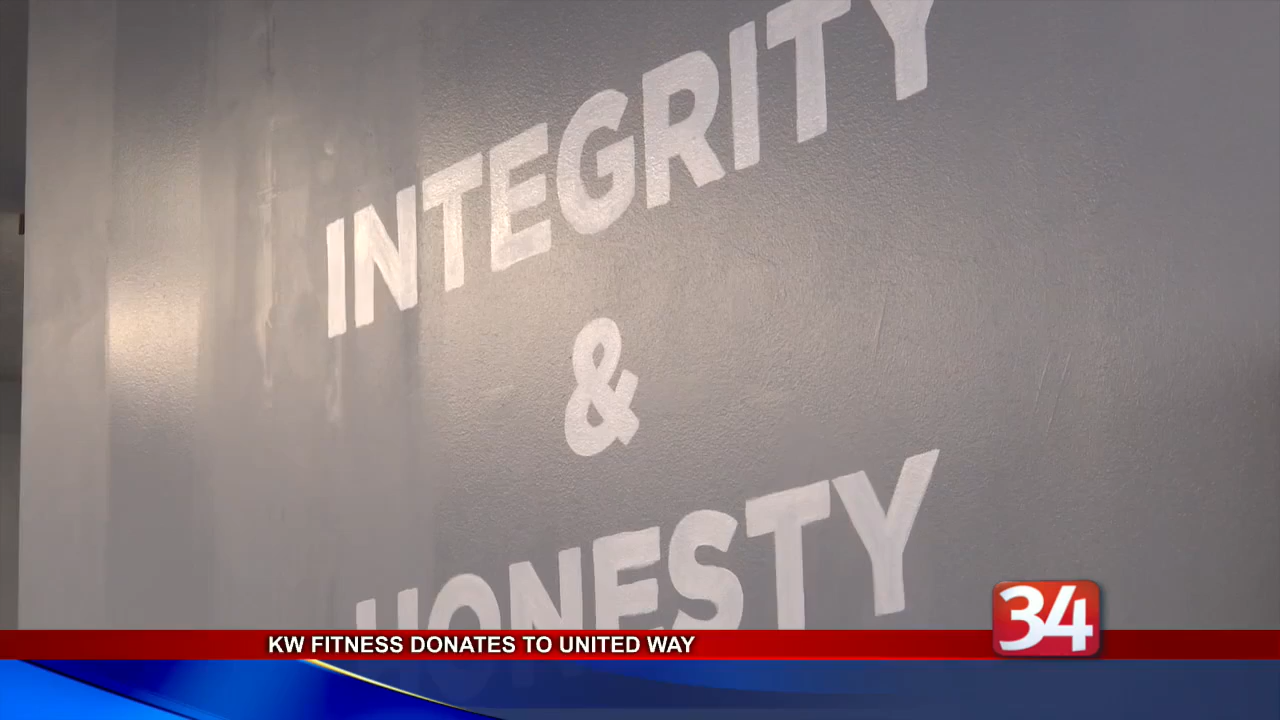 INTEGRITY
&
HONESTY
KW FITNESS DONATES TO UNITED WAY
34